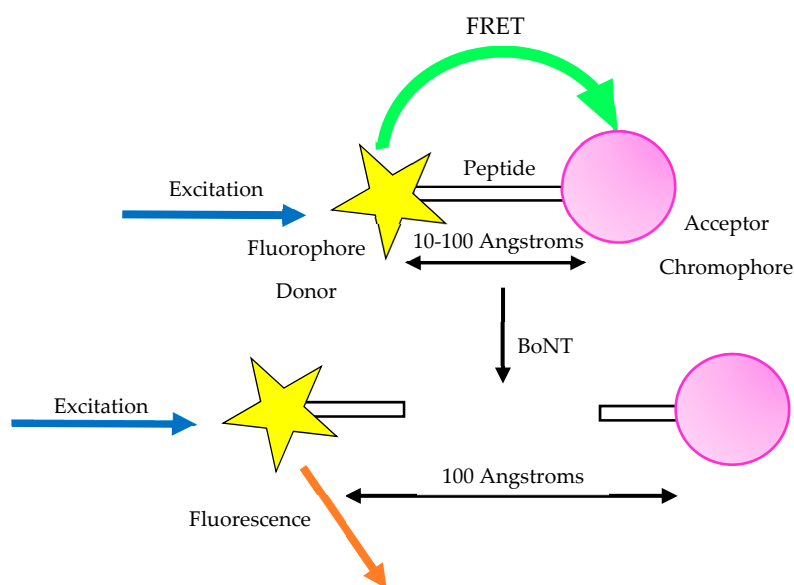 FRET
Peptide
Excitation
10-100 Angstroms
Fluorophore
Donor
Acceptor
Chromophore
BoNT
Excitation
100 Angstroms
Fluorescence